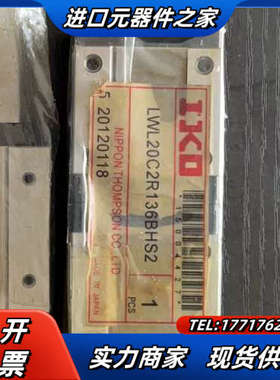 进口元器件之家
IKO
LWL20C2R136BHS2
1
PCS
20120118
NIPPON THOMPSON CO.,LTD.
MADE IN JAPAN
开
票
TEL:1771762
实力商家
现货供